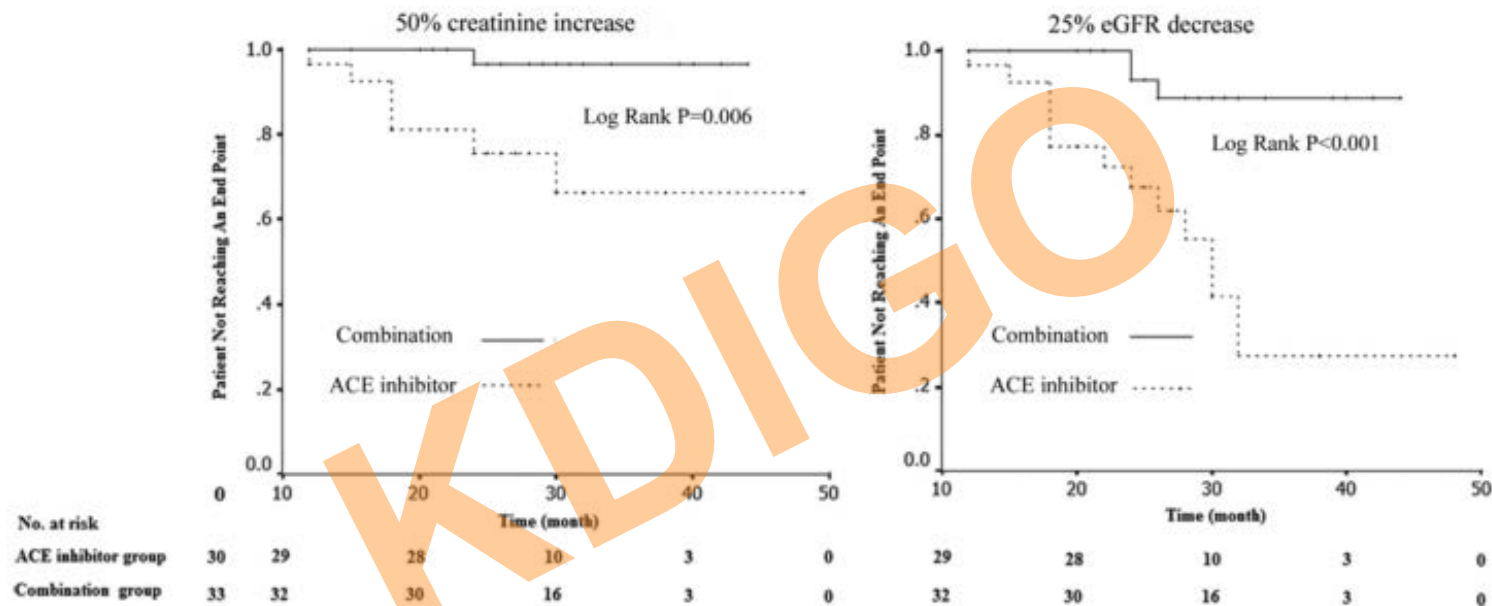 50% creatinine increase
25% eGFR decrease
1.0
.8
.6
.4
.2
0.0
Patient Not Reaching An End Point
Log Rank P=0.006
Combination
ACE inhibitor
0
10
20
30
40
50
Time (month)
1.0
.8
.6
.4
.2
0.0
Patient Not Reaching An End Point
Log Rank P<0.001
Combination
ACE inhibitor
10
20
30
40
50
Time (month)
KDIGO
No. at risk
ACE inhibitor group 30 29 28 10 3 0 29 28 10 3 0
Combination group 33 32 30 16 3 0 32 30 16 3 0